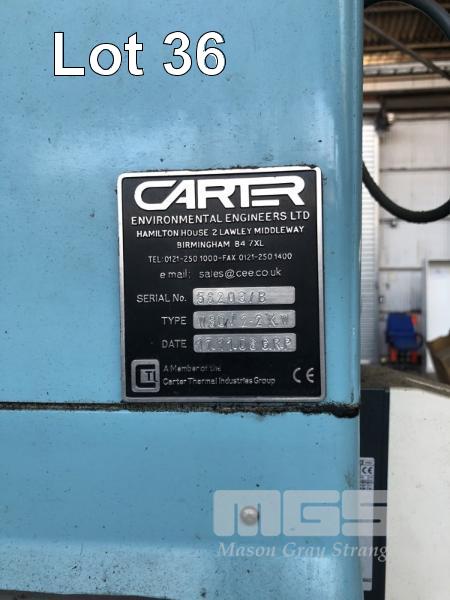 Lot 36
CARTER
ENVIRONMENTAL ENGINEERS LTD
HAMILTON HOUSE 2 LAWLEY MIDDLEWAY
BIRMINGHAM B4 7XL
TEL:0121-250 1000-FAX 0121-250 1400
e mail: sales@cee.co.uk
SERIAL No. 56203/B
TYPE
DATE
A Member of the
Carter Thermal Industries Group
CE
MGS
Mason Gray Strang